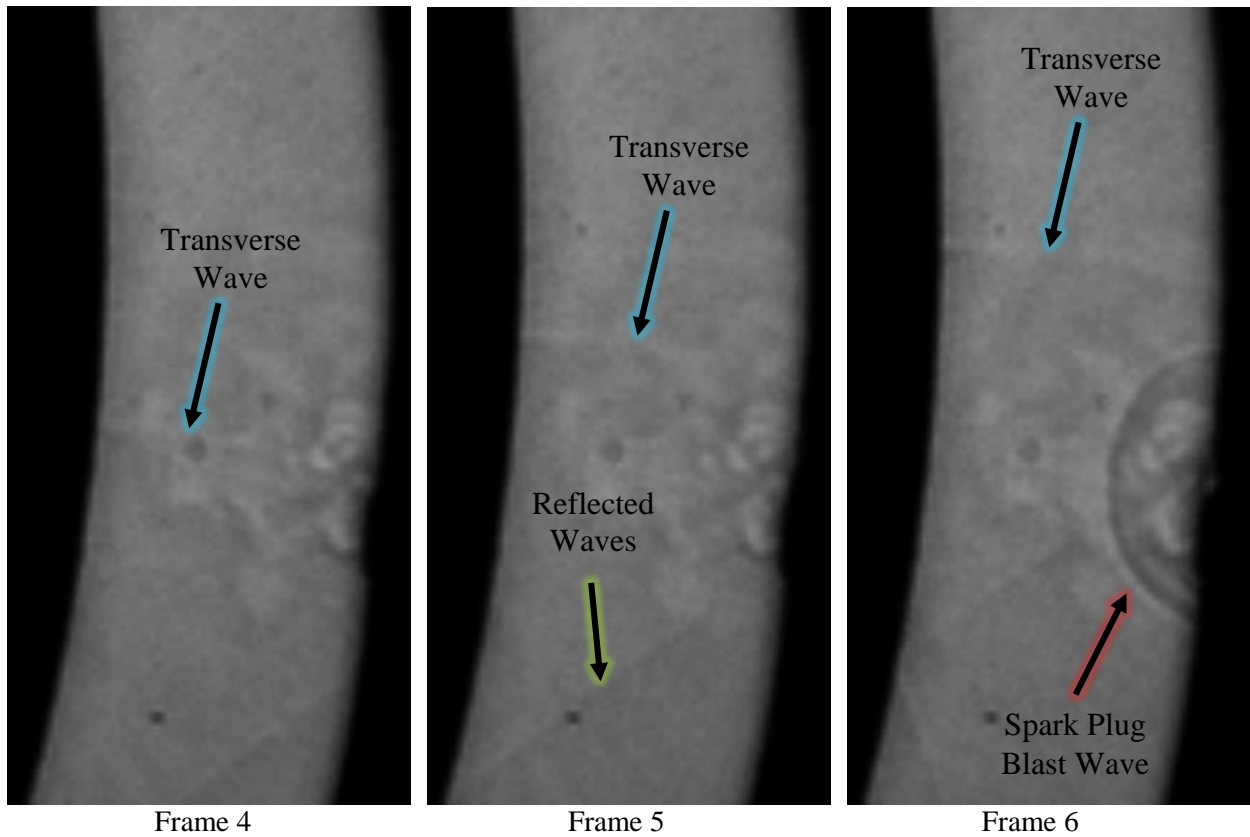 Transverse
Wave
Frame 4
Transverse
Wave
Reflected
Waves
Frame 5
Transverse
Wave
Spark Plug
Blast Wave
Frame 6